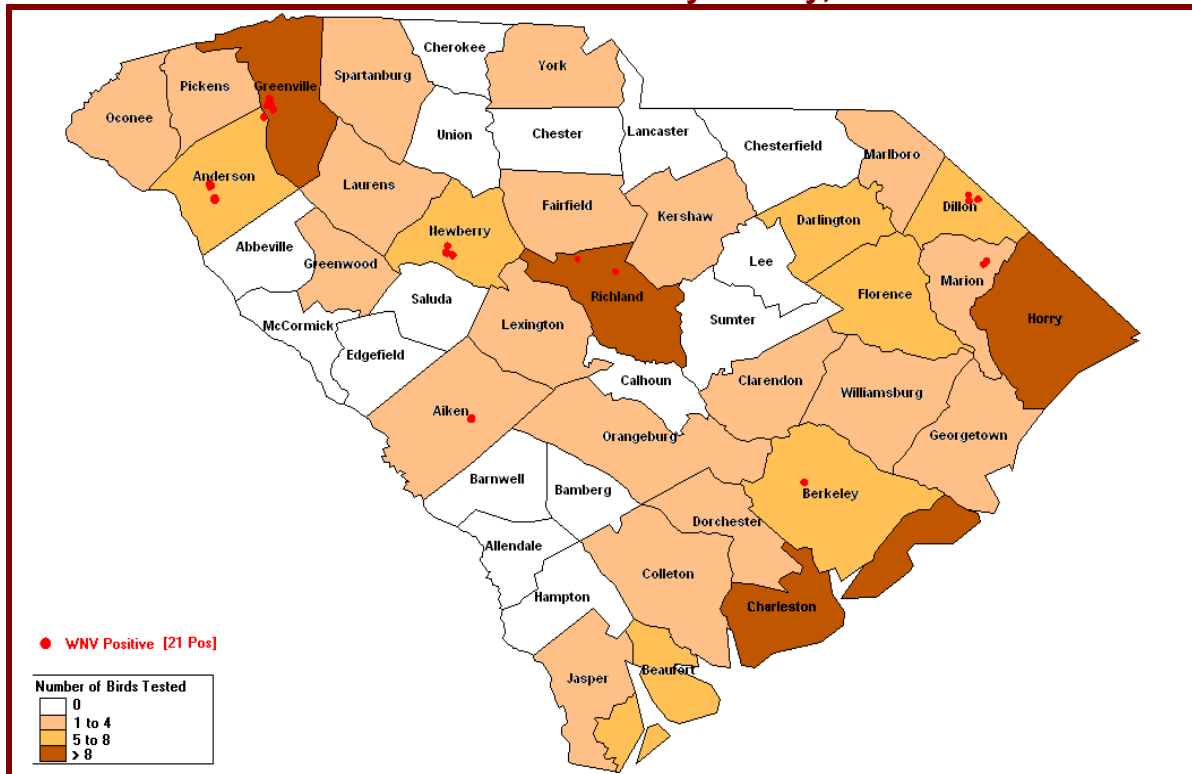 Cherokee
York
Spartanburg
Pickens
Greenville
Oconee
Union
Chester
Lancaster
Chesterfield
Marlboro
Anderson
Laurens
Fairfield
Kershaw
Darlington
Dillon
Newberry
Abbeville
Greenwood
Lee
Marion
Saluda
Richland
Florence
Horry
McCormick
Lexington
Sumter
Edgefield
Calhoun
Clarendon
Williamsburg
Aiken
Orangeburg
Georgetown
Barnwell
Bamberg
Berkeley
Dorchester
Allendale
Colleton
Hampton
Charleston
WNV Positive [21 Pos]
Beaufort
Jasper
Number of Birds Tested
0
1 to 4
5 to 8
> 8